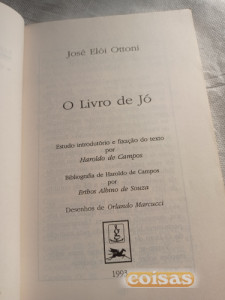 José Elói Ottoni
O Livro de Jó
Estudo introdutório e fixação do texto
por
Haroldo de Campos
Bibliografia de Haroldo de Campos
por
Erthos Albino de Souza
Desenhos de Orlando Marcucci
coisas